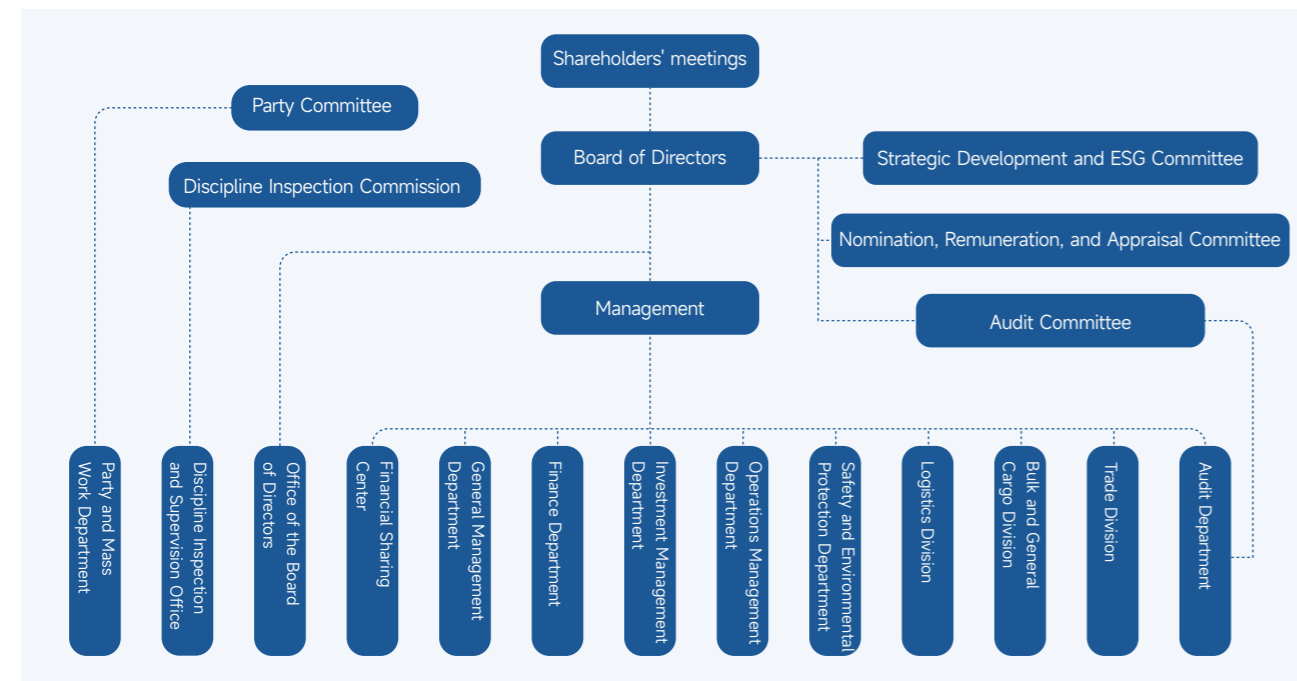 Shareholders' meetings
Party Committee
Board of Directors
Strategic Development and ESG Committee
Discipline Inspection Commission
Nomination, Remuneration, and Appraisal Committee
Management
Audit Committee
Party and Mass
Work Department
Discipline Inspection
and Supervision Office
Office of the Board
of Directors
Financial Sharing
Center
General Management
Department
Finance Department
Investment Management
Department
Operations Management
Department
Safety and Environmental
Protection Department
Logistics Division
Bulk and General
Cargo Division
Trade Division
Audit Department